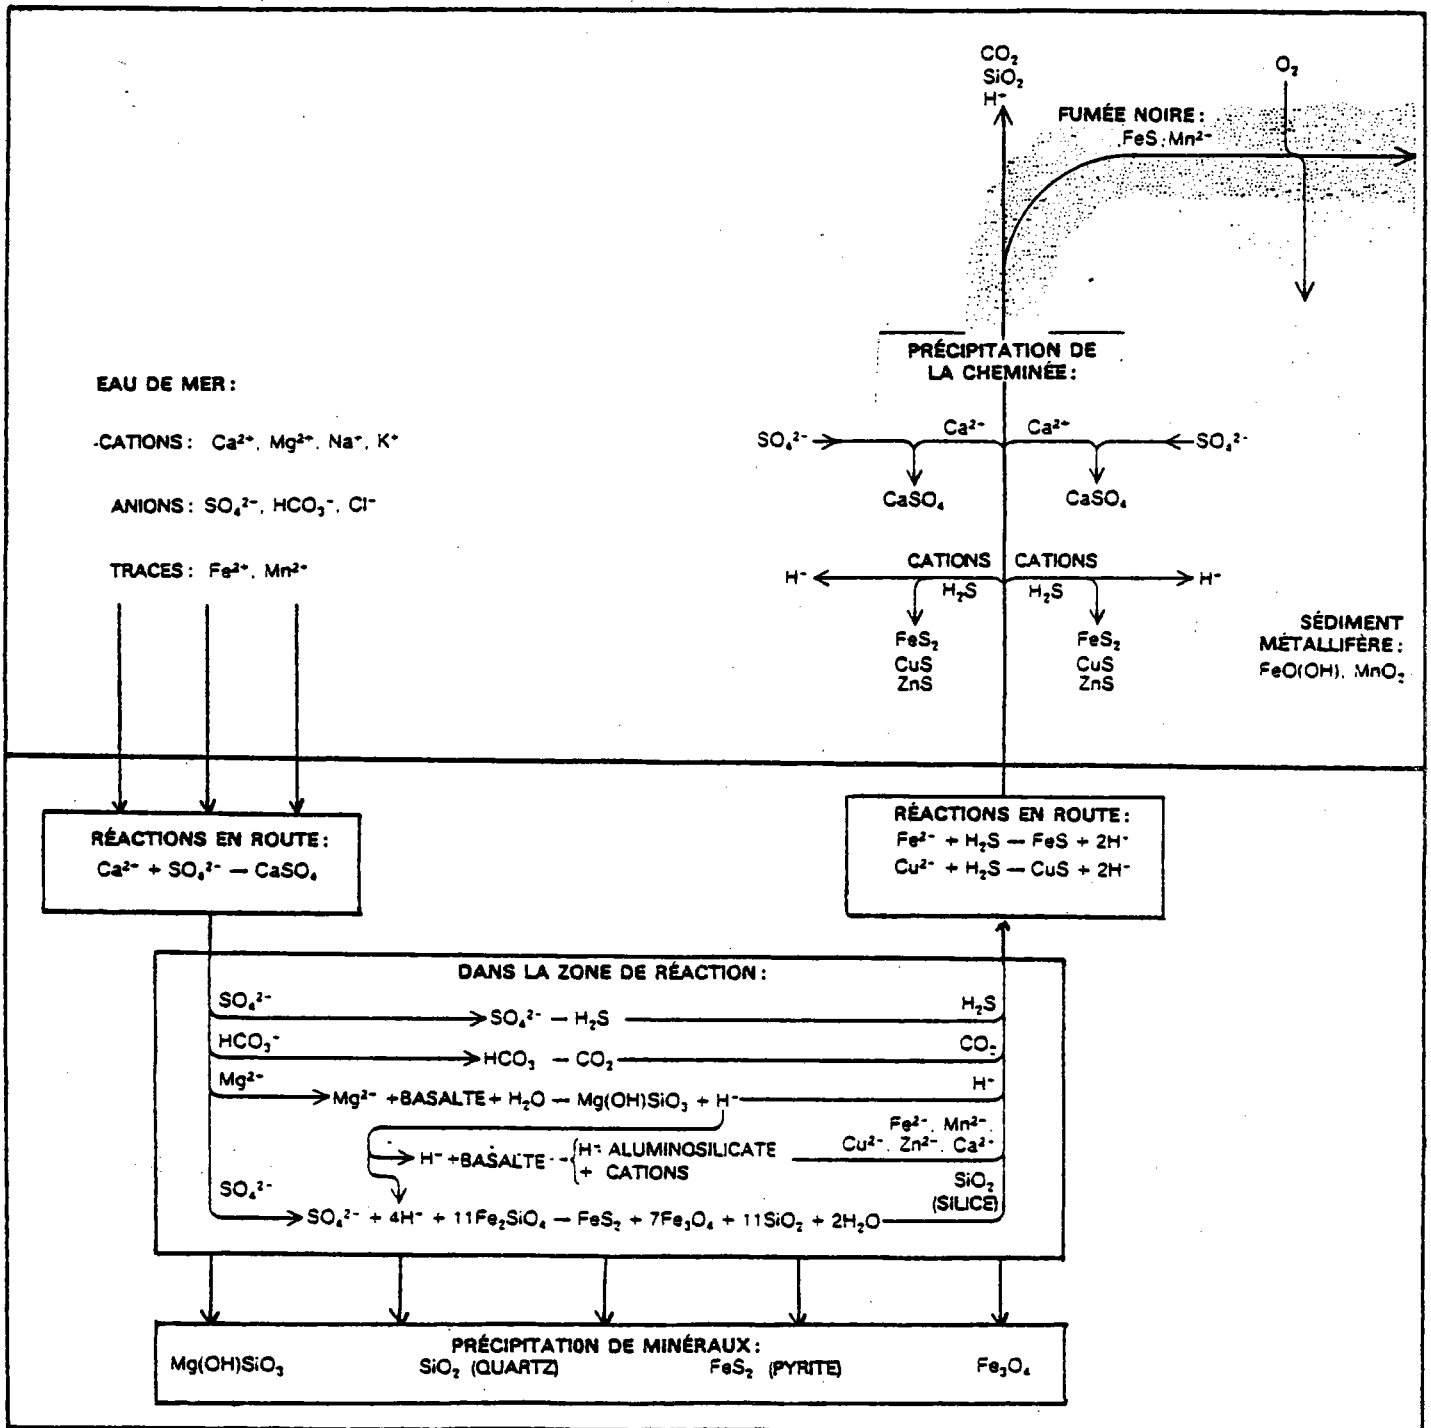 CO₂
SiO₂
H⁻
O₂
FUMÉE NOIRE :
FeS, Mn²⁻
PRÉCIPITATION DE
LA CHEMINÉE :
EAU DE MER :
CATIONS : Ca²⁺, Mg²⁺, Na⁺, K⁺
ANIONS : SO₄²⁻, HCO₃⁻, Cl⁻
TRACES : Fe²⁺, Mn²⁺
SO₄²⁻ Ca²⁻ Ca²⁻ SO₄²⁻
CaSO₄ CaSO₄
CATIONS CATIONS
H⁻ H₂S H₂S H⁻
FeS₂ FeS₂
CuS CuS
ZnS ZnS
SÉDIMENT
MÉTALLIFÈRE :
FeO(OH), MnO₂
RÉACTIONS EN ROUTE :
Ca²⁻ + SO₄²⁻ — CaSO₄
RÉACTIONS EN ROUTE :
Fe²⁻ + H₂S — FeS + 2H⁻
Cu²⁻ + H₂S — CuS + 2H⁻
DANS LA ZONE DE RÉACTION :
SO₄²⁻
SO₄²⁻ — H₂S
H₂S
HCO₃⁻
HCO₃ — CO₂
CO₂
Mg²⁻
Mg²⁻ + BASALTE + H₂O — Mg(OH)SiO₃ + H⁻
H⁻
H⁻ + BASALTE — { H⁻ ALUMINOSILICATE
+ CATIONS
Fe²⁻, Mn²⁻,
Cu²⁻, Zn²⁻, Ca²⁻
SiO₂
(SILICE)
SO₄²⁻
SO₄²⁻ + 4H⁻ + 11Fe₂SiO₄ — FeS₂ + 7Fe₃O₄ + 11SiO₂ + 2H₂O
PRÉCIPITATION DE MINÉRAUX :
Mg(OH)SiO₃ SiO₂ (QUARTZ) FeS₂ (PYRITE) Fe₃O₄